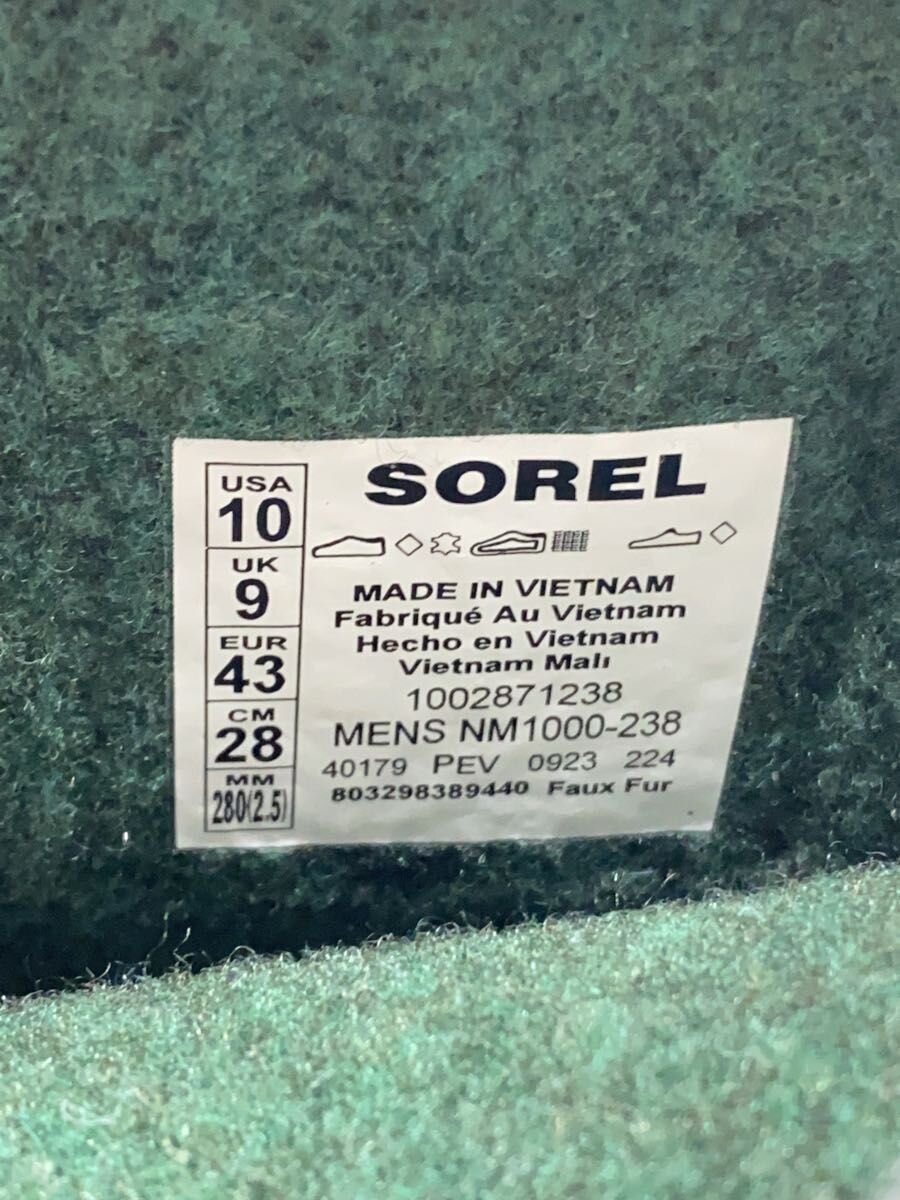 USA
10
UK
9
EUR
43
CM
28
MM
280(2.5)
SOREL
MADE IN VIETNAM
Fabriqué Au Vietnam
Hecho en Vietnam
Vietnam Malı
1002871238
MENS NM1000-238
40179 PEV 0923 224
803298389440 Faux Fur